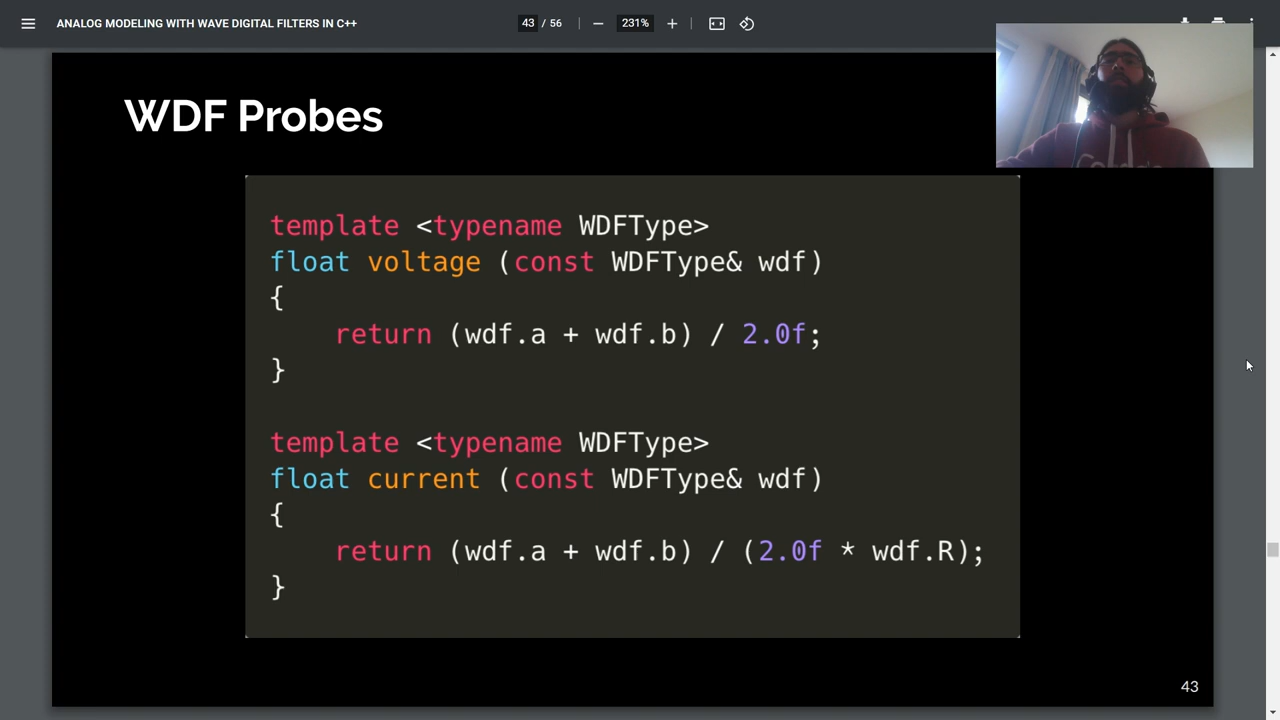 ANALOG MODELING WITH WAVE DIGITAL FILTERS IN C++
43 / 56
231%
WDF Probes
template <typename WDFType>
float voltage (const WDFType& wdf)
{
    return (wdf.a + wdf.b) / 2.0f;
}
template <typename WDFType>
float current (const WDFType& wdf)
{
    return (wdf.a + wdf.b) / (2.0f * wdf.R);
}
43